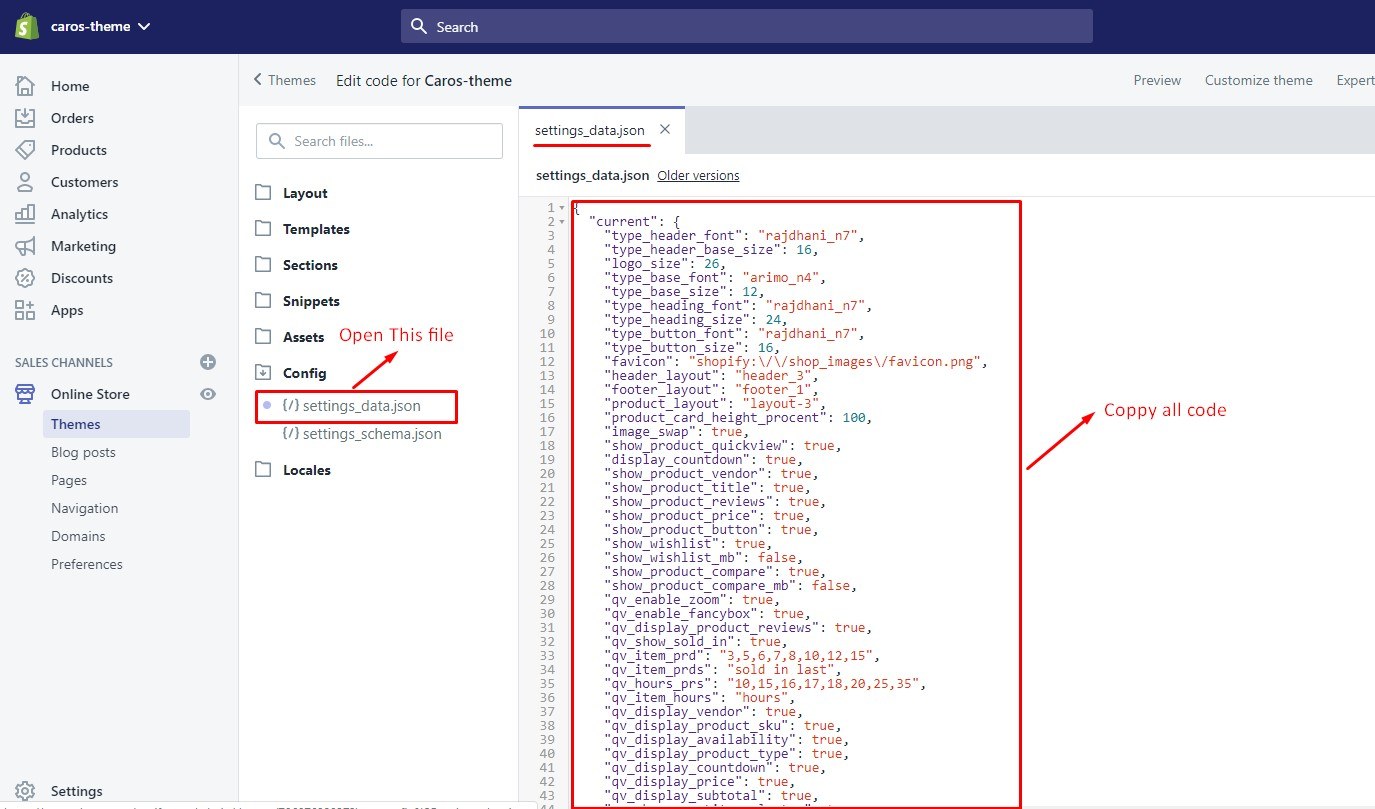 caros-theme
Search
Home
Orders
Products
Customers
Analytics
Marketing
Discounts
Apps
SALES CHANNELS
Online Store
Themes
Blog posts
Pages
Navigation
Domains
Preferences
Settings
Themes
Edit code for Caros-theme
Preview
Customize theme
Expert
Search files...
Layout
Templates
Sections
Snippets
Assets
Open This file
Config
{/} settings_data.json
{/} settings_schema.json
Locales
settings_data.json
settings_data.json Older versions
1 {
2 "current": {
3 "type_header_font": "rajdhani_n7",
4 "type_header_base_size": 16,
5 "logo_size": 26,
6 "type_base_font": "arimo_n4",
7 "type_base_size": 12,
8 "type_heading_font": "rajdhani_n7",
9 "type_heading_size": 24,
10 "type_button_font": "rajdhani_n7",
11 "type_button_size": 16,
12 "favicon": "shopify:\/\/shop_images\/favicon.png",
13 "header_layout": "header_3",
14 "footer_layout": "footer_1",
15 "product_layout": "layout-3",
16 "product_card_height_procent": 100,
17 "image_swap": true,
18 "show_product_quickview": true,
19 "display_countdown": true,
20 "show_product_vendor": true,
21 "show_product_title": true,
22 "show_product_reviews": true,
23 "show_product_price": true,
24 "show_product_button": true,
25 "show_wishlist": true,
26 "show_wishlist_mb": false,
27 "show_product_compare": true,
28 "show_product_compare_mb": false,
29 "qv_enable_zoom": true,
30 "qv_enable_fancybox": true,
31 "qv_display_product_reviews": true,
32 "qv_show_sold_in": true,
33 "qv_item_prd": "3,5,6,7,8,10,12,15",
34 "qv_item_prds": "sold in last",
35 "qv_hours_prs": "10,15,16,17,18,20,25,35",
36 "qv_item_hours": "hours",
37 "qv_display_vendor": true,
38 "qv_display_product_sku": true,
39 "qv_display_availability": true,
40 "qv_display_product_type": true,
41 "qv_display_countdown": true,
42 "qv_display_price": true,
43 "qv_display_subtotal": true,
44
Coppy all code